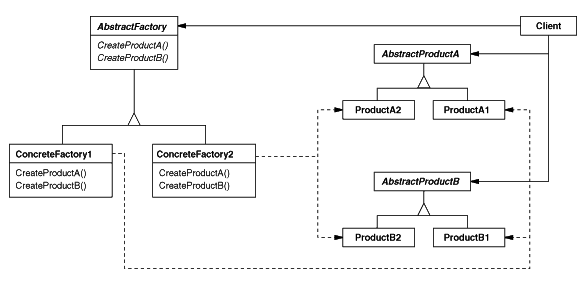 AbstractFactory
CreateProductA()
CreateProductB()
Client
AbstractProductA
ProductA2
ProductA1
ConcreteFactory1
CreateProductA()
CreateProductB()
ConcreteFactory2
CreateProductA()
CreateProductB()
AbstractProductB
ProductB2
ProductB1